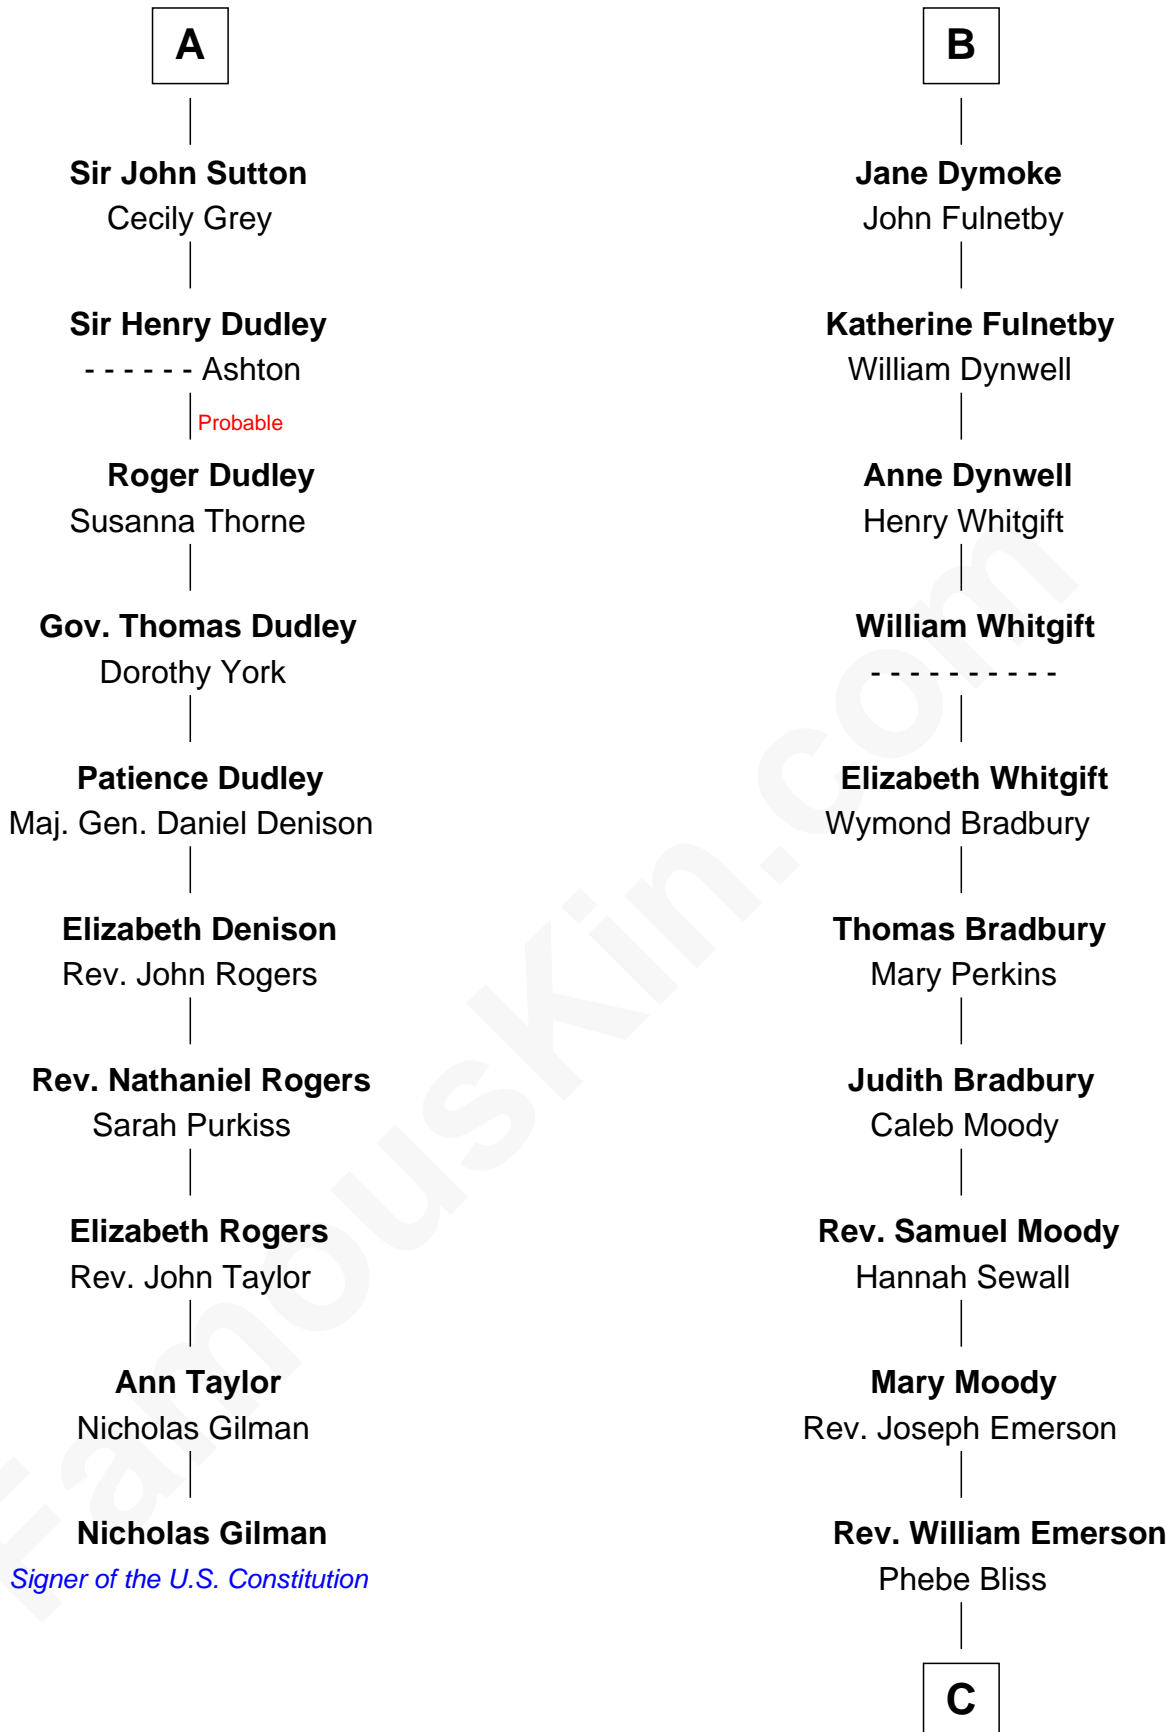 A
Sir John Sutton
Cecily Grey
Sir Henry Dudley
- - - - - - Ashton
Probable
Roger Dudley
Susanna Thorne
Gov. Thomas Dudley
Dorothy York
Patience Dudley
Maj. Gen. Daniel Denison
Elizabeth Denison
Rev. John Rogers
Rev. Nathaniel Rogers
Sarah Purkiss
Elizabeth Rogers
Rev. John Taylor
Ann Taylor
Nicholas Gilman
Nicholas Gilman
Signer of the U.S. Constitution
B
Jane Dymoke
John Fulnetby
Katherine Fulnetby
William Dynwell
Anne Dynwell
Henry Whitgift
William Whitgift
- - - - - - - - - -
Elizabeth Whitgift
Wymond Bradbury
Thomas Bradbury
Mary Perkins
Judith Bradbury
Caleb Moody
Rev. Samuel Moody
Hannah Sewall
Mary Moody
Rev. Joseph Emerson
Rev. William Emerson
Phebe Bliss
C
FamousKin.com